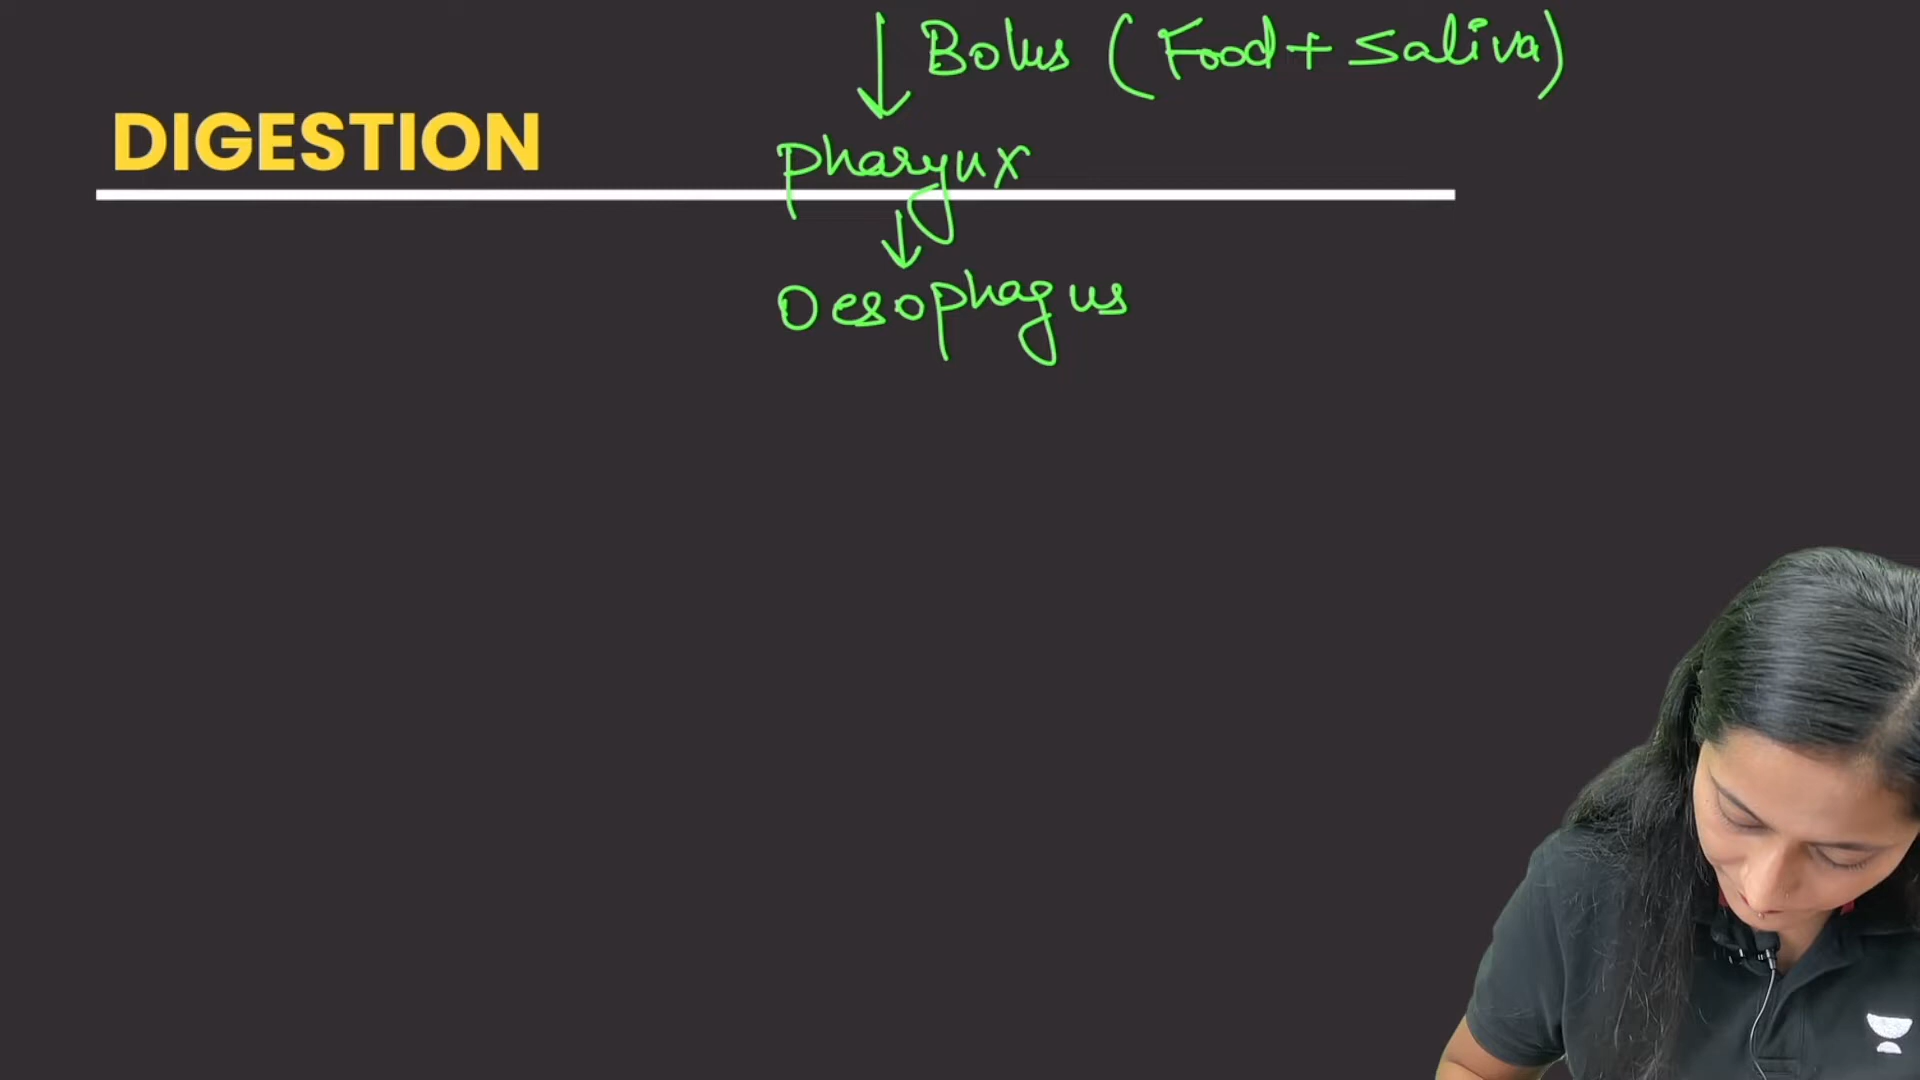 ↓ Bolus (Food + Saliva)
DIGESTION
Pharynx
↓
Oesophagus